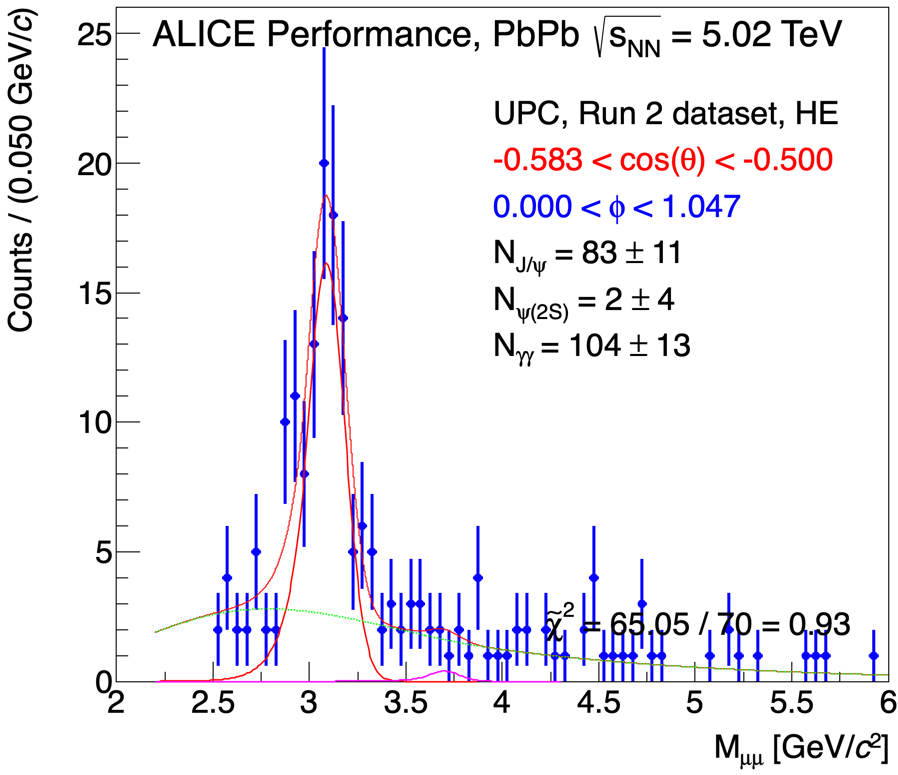 ALICE Performance, PbPb √sNN = 5.02 TeV
UPC, Run 2 dataset, HE
-0.583 < cos(θ) < -0.500
0.000 < ϕ < 1.047
NJ/ψ = 83 ± 11
Nψ(2S) = 2 ± 4
Nγγ = 104 ± 13
χ̃² = 65.05 / 70 = 0.93
Counts / (0.050 GeV/c)
25
20
15
10
5
0
2 2.5 3 3.5 4 4.5 5 5.5 6
Mμμ [GeV/c²]